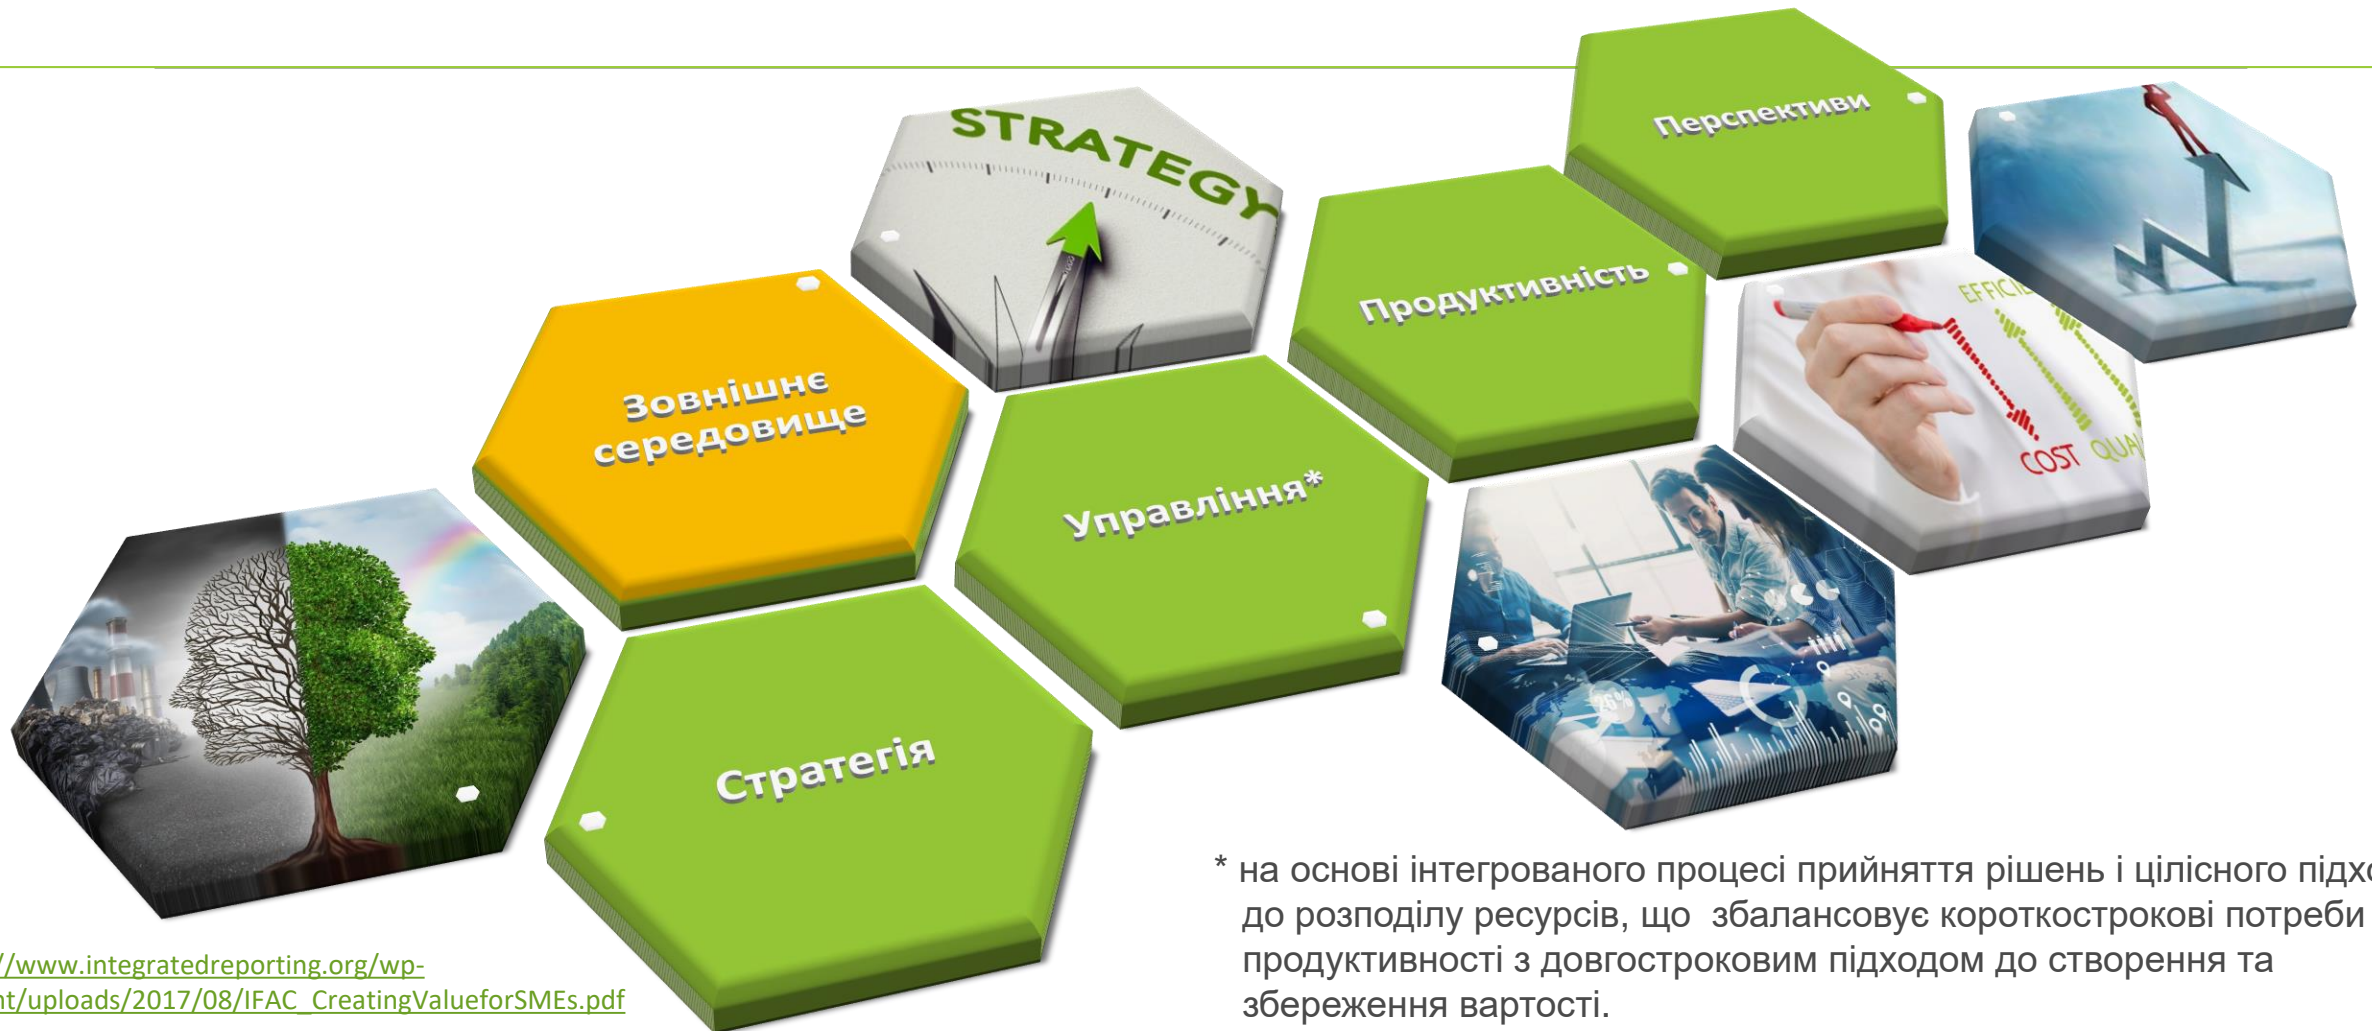 Перспективи
STRATEGY
Продуктивність
COST
Зовнішнє
середовище
Управління*
26%
Стратегія
* на основі інтегрованого процесі прийняття рішень і цілісного
до розподілу ресурсів, що збалансовує короткострокові потреби
продуктивності з довгостроковим підходом до створення та
збереження вартості.
//www.integratedreporting.org/wp-
nt/uploads/2017/08/IFAC_CreatingValueforSMEs.pdf